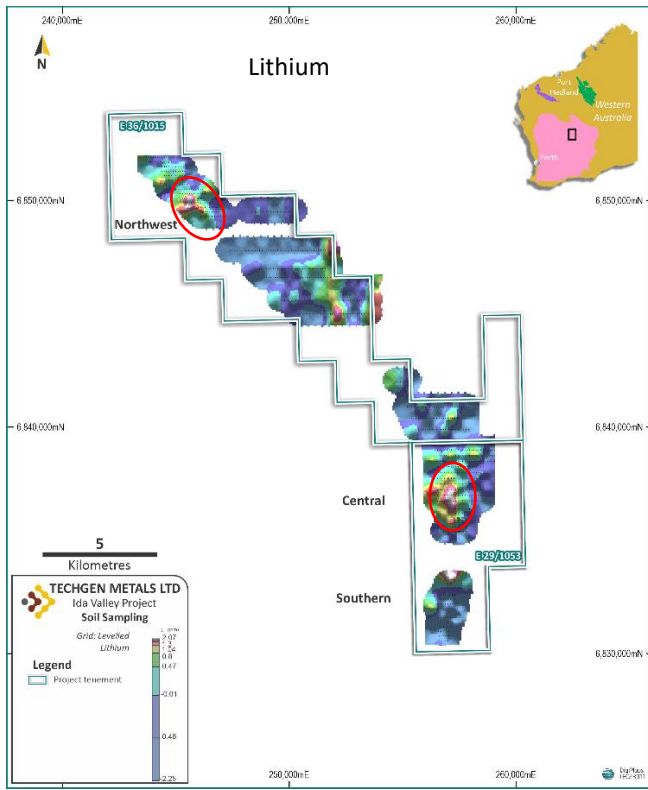 240,000mE
250,000mE
260,000mE
N
Lithium
Port
Hedland
Western
Australia
Perth
E 36/1015
6,850,000mN
6,850,000mN
Northwest
6,840,000mN
6,840,000mN
Central
5
Kilometres
E 29/1053
TECHGEN METALS LTD
Ida Valley Project
Soil Sampling
Grid: Levelled
Lithium
Legend
Project tenement
2.07
0.8
0.47
-0.01
0.48
2.25
Southern
6,830,000mN
250,000mE
260,000mE